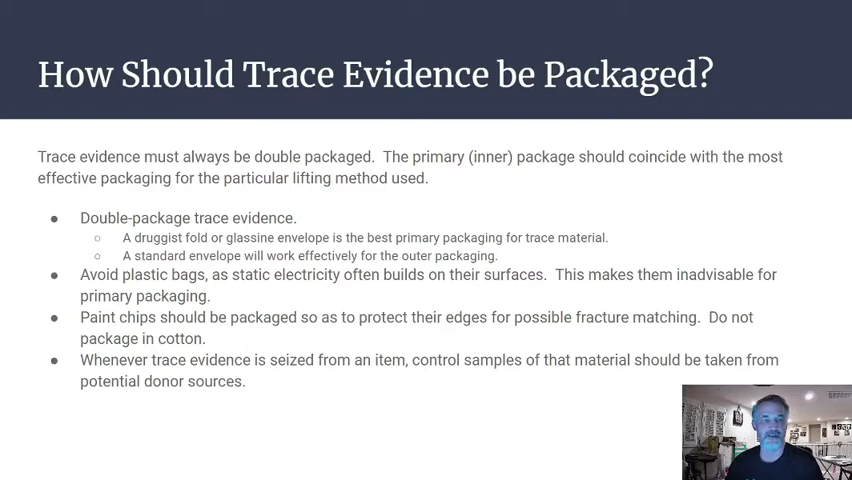 How Should Trace Evidence be Packaged?
Trace evidence must always be double packaged. The primary (inner) package should coincide with the most
effective packaging for the particular lifting method used.
● Double-package trace evidence.
○ A druggist fold or glassine envelope is the best primary packaging for trace material.
○ A standard envelope will work effectively for the outer packaging.
● Avoid plastic bags, as static electricity often builds on their surfaces. This makes them inadvisable for
primary packaging.
● Paint chips should be packaged so as to protect their edges for possible fracture matching. Do not
package in cotton.
● Whenever trace evidence is seized from an item, control samples of that material should be taken from
potential donor sources.